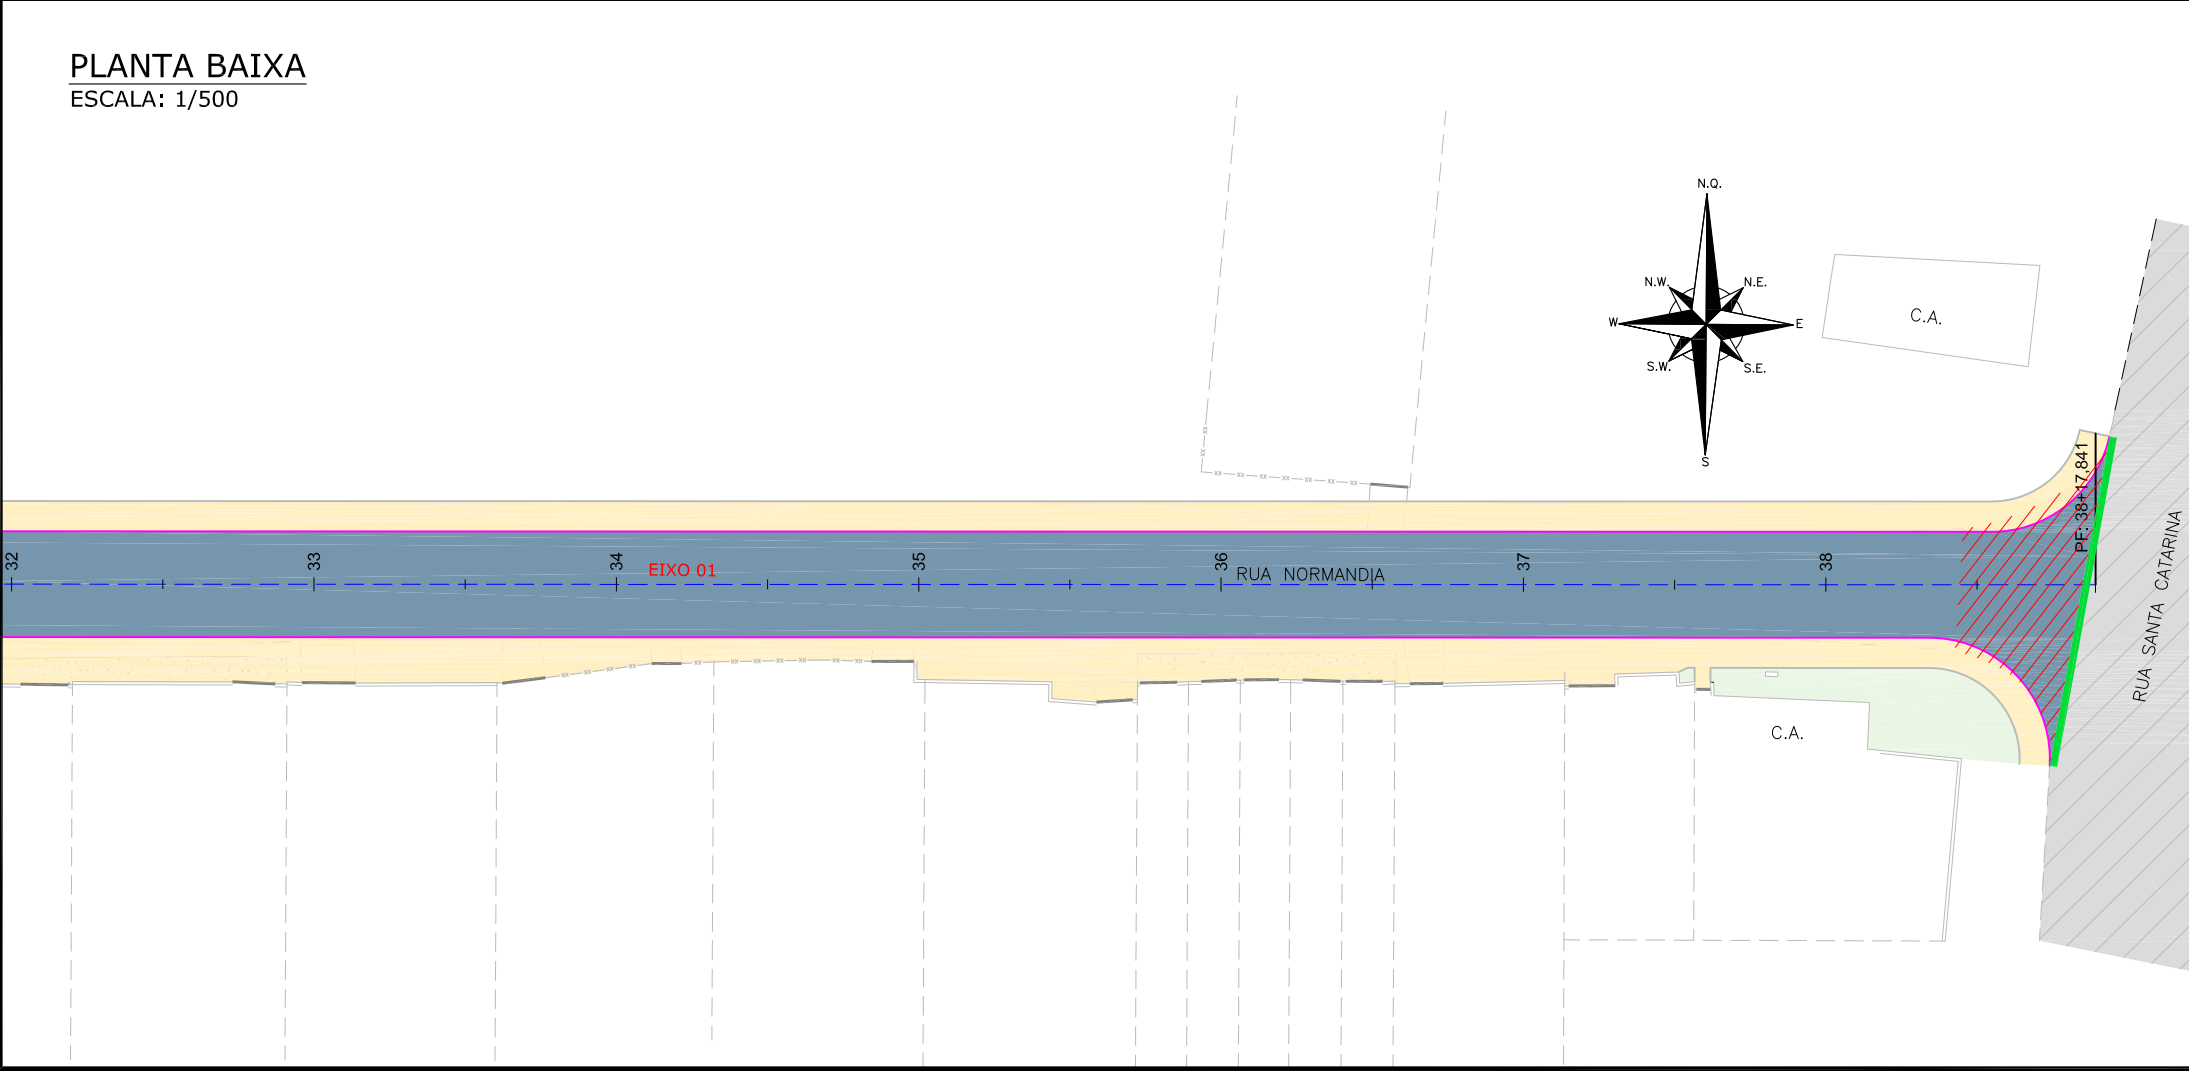 PLANTA BAIXA
ESCALA: 1/500
N.Q.
N.W.
N.E.
W
E
S.W.
S.E.
S
C.A.
PF: 38+17,841
32
33
34
EIXO 01
35
36
RUA NORMANDIA
37
38
RUA SANTA CATARINA
C.A.